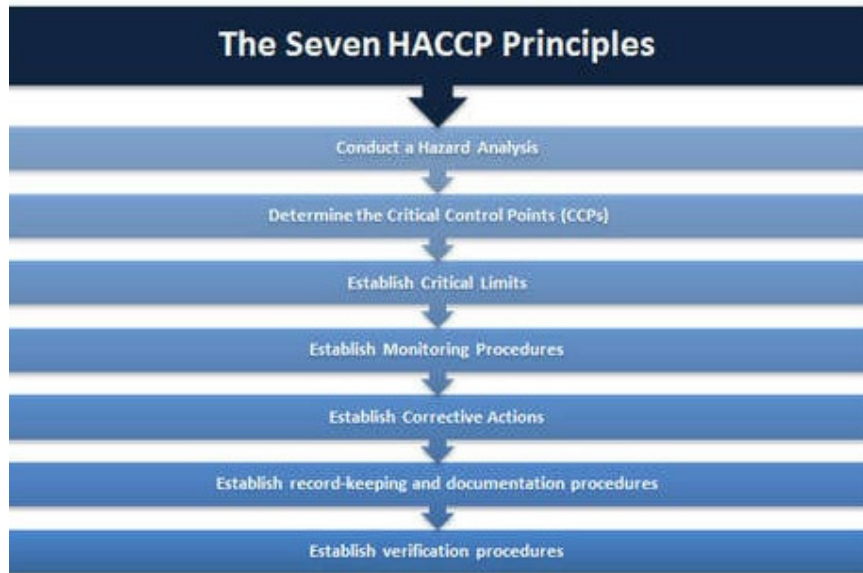 The Seven HACCP Principles
Conduct a Hazard Analysis
Determine the Critical Control Points (CCPs)
Establish Critical Limits
Establish Monitoring Procedures
Establish Corrective Actions
Establish record-keeping and documentation procedures
Establish verification procedures